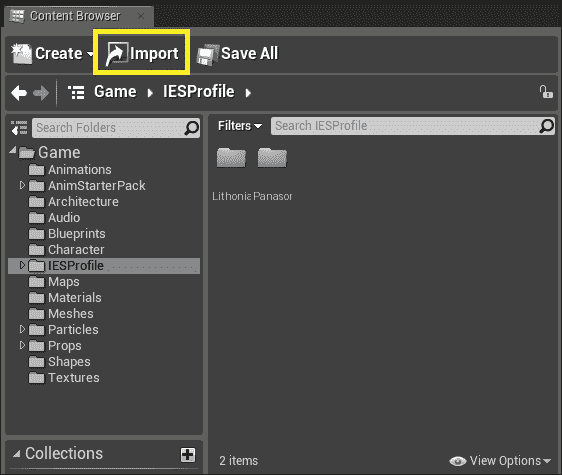 Content Browser
Create Import Save All
Game IESProfile
Search Folders
Filters Search IESProfile
Game
Animations
AnimStarterPack
Architecture
Audio
Blueprints
Character
IESProfile
Maps
Materials
Meshes
Particles
Props
Shapes
Textures
Lithonia Panasor
Collections
2 items View Options